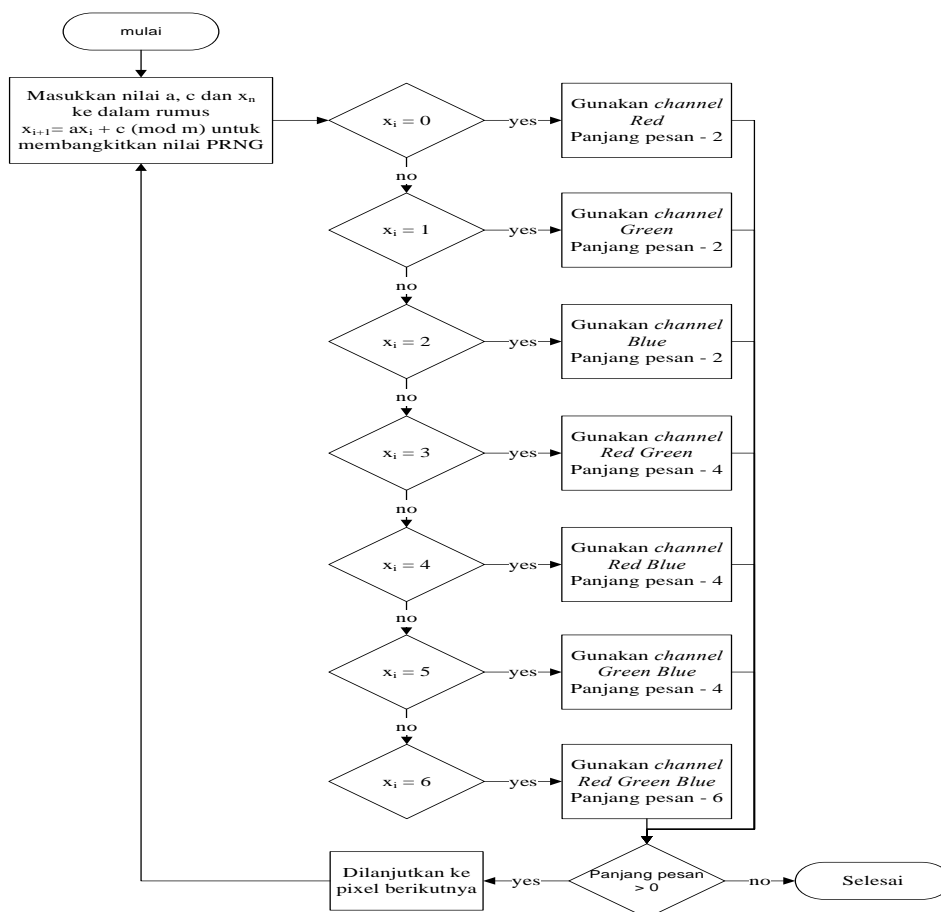 mulai
Masukkan nilai a, c dan xₙ
ke dalam rumus
xᵢ₊₁= axᵢ + c (mod m) untuk
membangkitkan nilai PRNG
xᵢ = 0
yes
Gunakan channel
Red
Panjang pesan - 2
no
xᵢ = 1
yes
Gunakan channel
Green
Panjang pesan - 2
no
xᵢ = 2
yes
Gunakan channel
Blue
Panjang pesan - 2
no
xᵢ = 3
yes
Gunakan channel
Red Green
Panjang pesan - 4
no
xᵢ = 4
yes
Gunakan channel
Red Blue
Panjang pesan - 4
no
xᵢ = 5
yes
Gunakan channel
Green Blue
Panjang pesan - 4
no
xᵢ = 6
yes
Gunakan channel
Red Green Blue
Panjang pesan - 6
Panjang pesan
> 0
yes
Dilanjutkan ke
pixel berikutnya
no
Selesai